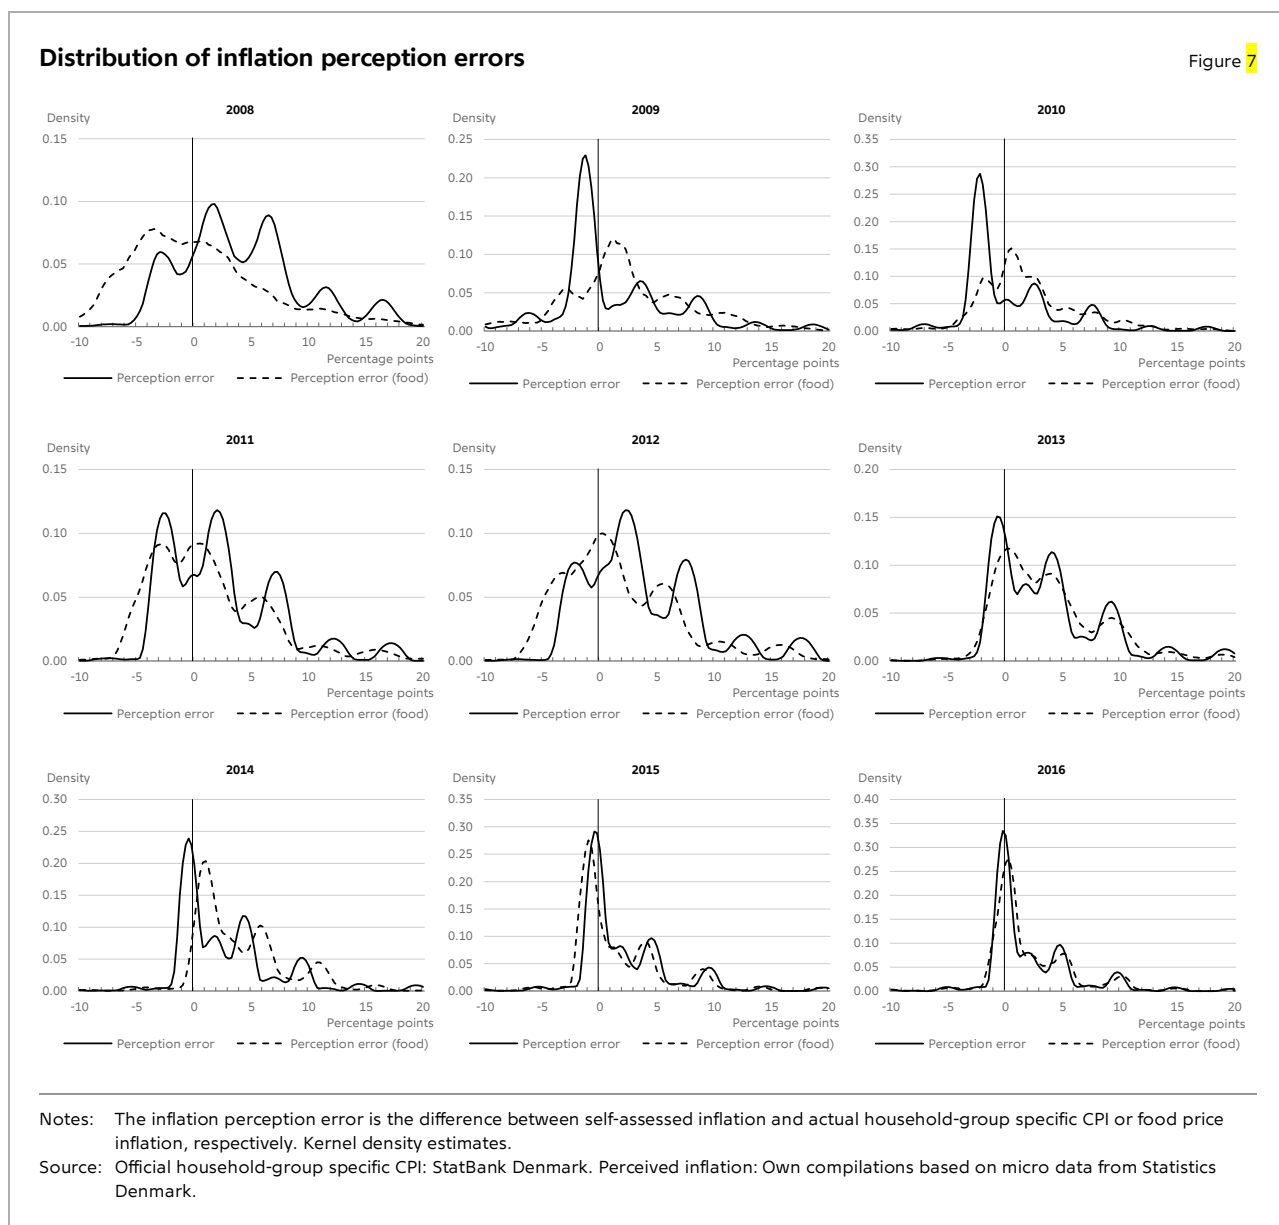 Distribution of inflation perception errors
Figure 7
2008
2009
2010
Density
Density
Density
0.15
0.10
0.05
0.00
-10 -5 0 5 10 15 20
Percentage points
Perception error Perception error (food)
0.25
0.20
0.15
0.10
0.05
0.00
-10 -5 0 5 10 15 20
Percentage points
Perception error Perception error (food)
0.35
0.30
0.25
0.20
0.15
0.10
0.05
0.00
-10 -5 0 5 10 15 20
Percentage points
Perception error Perception error (food)
2011
2012
2013
Density
Density
Density
0.15
0.10
0.05
0.00
-10 -5 0 5 10 15 20
Percentage points
Perception error Perception error (food)
0.15
0.10
0.05
0.00
-10 -5 0 5 10 15 20
Percentage points
Perception error Perception error (food)
0.20
0.15
0.10
0.05
0.00
-10 -5 0 5 10 15 20
Percentage points
Perception error Perception error (food)
2014
2015
2016
Density
Density
Density
0.30
0.25
0.20
0.15
0.10
0.05
0.00
-10 -5 0 5 10 15 20
Percentage points
Perception error Perception error (food)
0.35
0.30
0.25
0.20
0.15
0.10
0.05
0.00
-10 -5 0 5 10 15 20
Percentage points
Perception error Perception error (food)
0.40
0.35
0.30
0.25
0.20
0.15
0.10
0.05
0.00
-10 -5 0 5 10 15 20
Percentage points
Perception error Perception error (food)
Notes: The inflation perception error is the difference between self-assessed inflation and actual household-group specific CPI or food price
inflation, respectively. Kernel density estimates.
Source: Official household-group specific CPI: StatBank Denmark. Perceived inflation: Own compilations based on micro data from Statistics
Denmark.